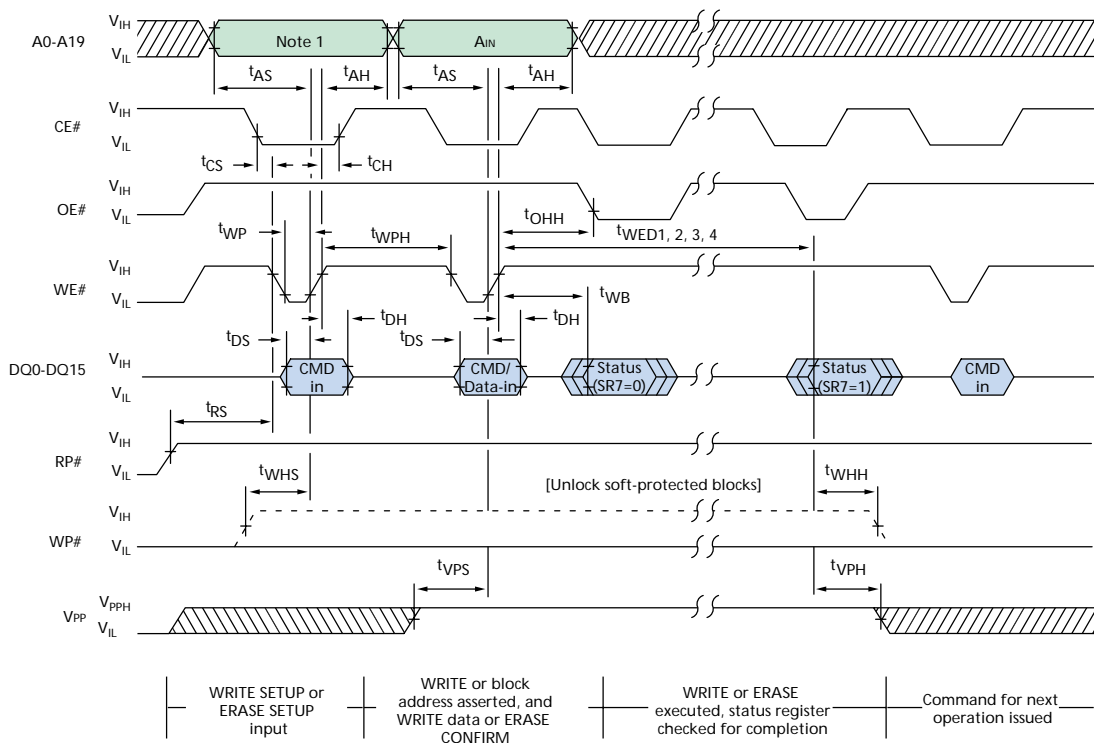 VIH
A0-A19
VIL
Note 1
AIN
tAS
tAH
tAS
tAH
VIH
CE#
VIL
tCS
tCH
VIH
OE#
VIL
tWP
tWPH
tOHH
tWED1, 2, 3, 4
VIH
WE#
VIL
tWB
tDS
tDH
tDS
tDH
VIH
DQ0-DQ15
VIL
CMD
in
CMD/
Data-in
Status
(SR7=0)
Status
(SR7=1)
CMD
in
tRS
VIH
RP#
VIL
tWHS
[Unlock soft-protected blocks]
tWHH
VIH
WP#
VIL
tVPS
tVPH
VPPH
VPP
VIL
WRITE SETUP or
ERASE SETUP
input
WRITE or block
address asserted, and
WRITE data or ERASE
CONFIRM
WRITE or ERASE
executed, status register
checked for completion
Command for next
operation issued